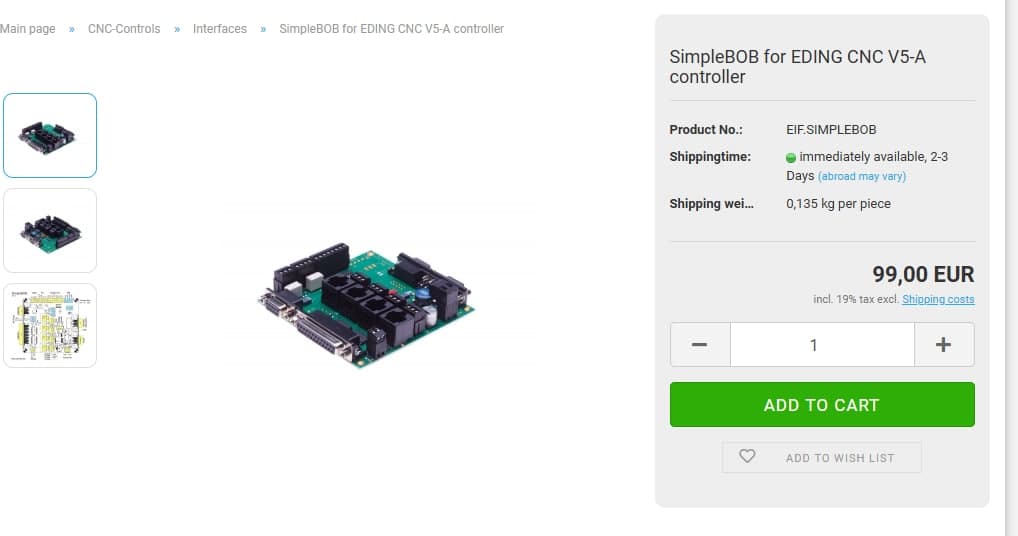 Main page » CNC-Controls » Interfaces » SimpleBOB for EDING CNC V5-A controller
SimpleBOB for EDING CNC V5-A
controller
Product No.: EIF.SIMPLEBOB
Shippingtime: immediately available, 2-3
Days (abroad may vary)
Shipping wei... 0,135 kg per piece
99,00 EUR
incl. 19% tax excl. Shipping costs
− 1 +
ADD TO CART
ADD TO WISH LIST